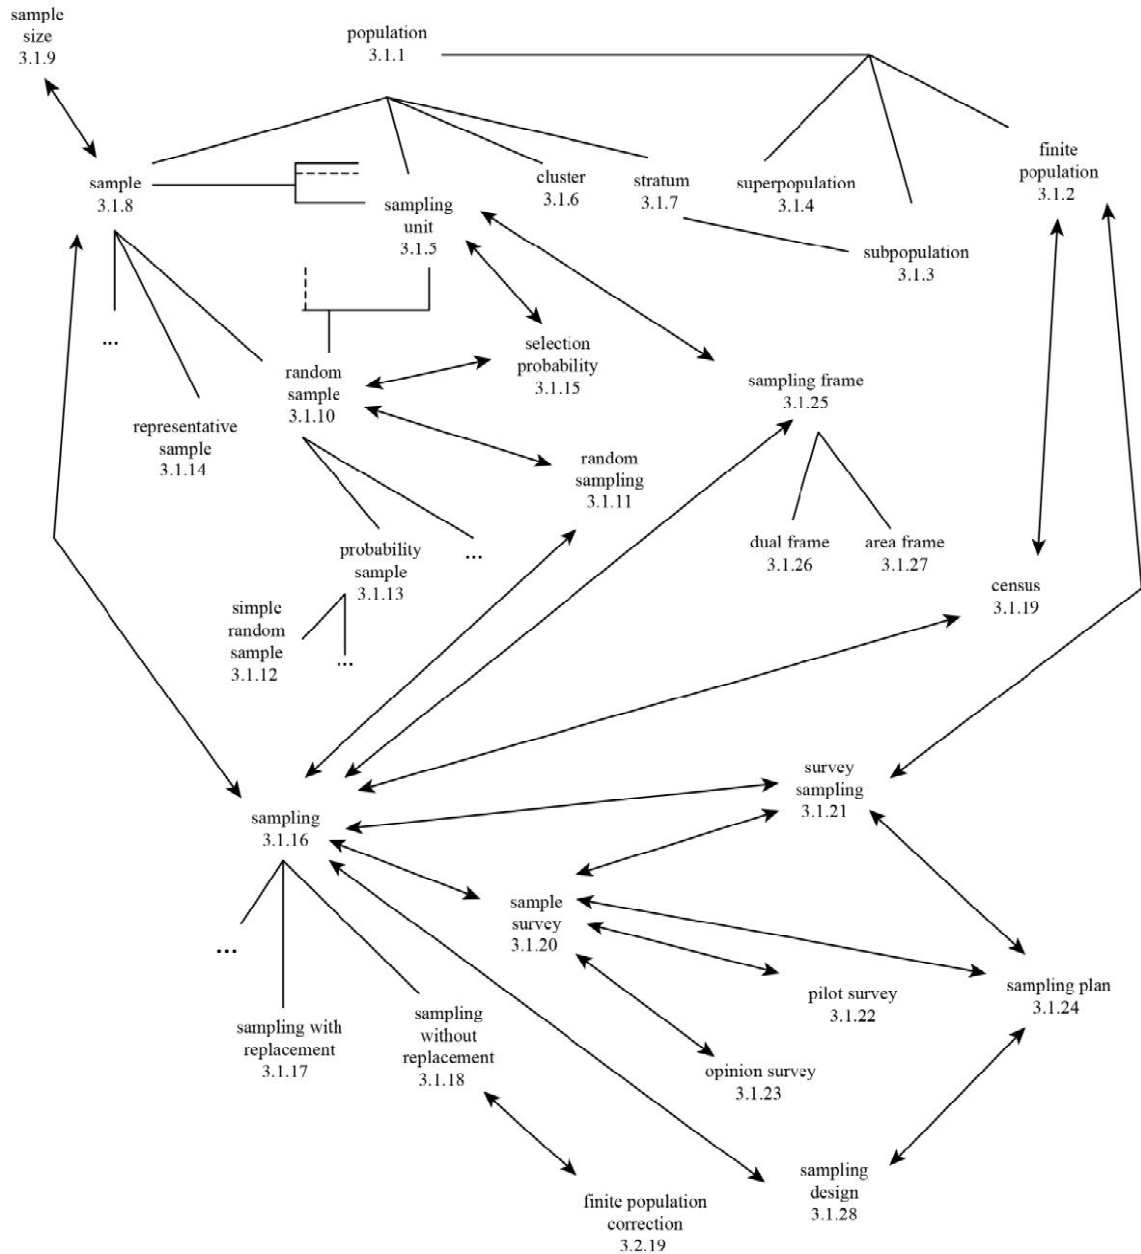 sample
size
3.1.9
population
3.1.1
finite
population
3.1.2
sample
3.1.8
cluster
3.1.6
stratum
3.1.7
superpopulation
3.1.4
sampling
unit
3.1.5
subpopulation
3.1.3
...
selection
probability
3.1.15
random
sample
3.1.10
sampling frame
3.1.25
representative
sample
3.1.14
random
sampling
3.1.11
...
probability
sample
3.1.13
dual frame
3.1.26
area frame
3.1.27
census
3.1.19
simple
random
sample
3.1.12
...
survey
sampling
3.1.21
sampling
3.1.16
sample
survey
3.1.20
...
sampling plan
3.1.24
pilot survey
3.1.22
sampling with
replacement
3.1.17
sampling
without
replacement
3.1.18
opinion survey
3.1.23
sampling
design
3.1.28
finite population
correction
3.2.19